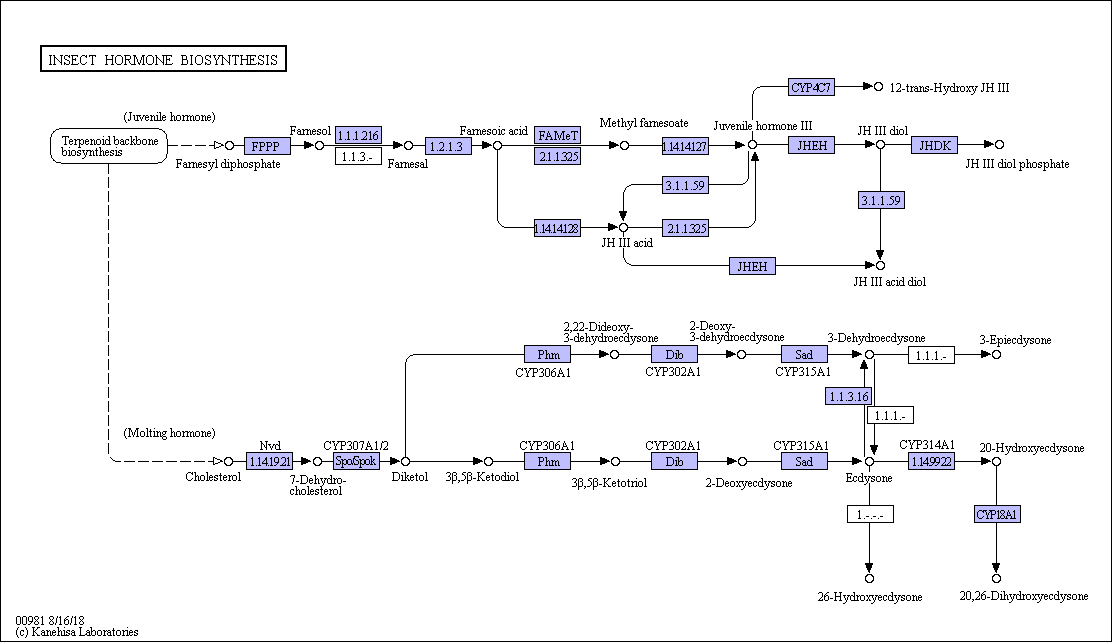 INSECT HORMONE BIOSYNTHESIS
CYP4C7
12-trans-Hydroxy JH III
(Juvenile hormone)
Terpenoid backbone
biosynthesis
Farnesyl diphosphate
FPPP
Farnesol
1.1.1.216
1.1.3.-
Farnesal
1.2.1.3
Farnesoic acid
FAMeT
2.1.1.325
Methyl farnesoate
1.14.14.127
Juvenile hormone III
JHEH
JH III diol
JHDK
JH III diol phosphate
3.1.1.59
3.1.1.59
1.14.14.128
JH III acid
2.1.1.325
JHEH
JH III acid diol
2,22-Dideoxy-
3-dehydroecdysone
2-Deoxy-
3-dehydroecdysone
3-Dehydroecdysone
3-Epiecdysone
Phm
CYP306A1
Dib
CYP302A1
Sad
CYP315A1
1.1.1.-
1.1.3.16
1.1.1.-
(Molting hormone)
Cholesterol
Nvd
1.14.19.21
7-Dehydro-
cholesterol
CYP307A1/2
Spo/Spok
Diketol
3β,5β-Ketodiol
CYP306A1
Phm
3β,5β-Ketotriol
CYP302A1
Dib
2-Deoxyecdysone
CYP315A1
Sad
Ecdysone
CYP314A1
1.14.99.22
20-Hydroxyecdysone
1.-.-.-
CYP18A1
26-Hydroxyecdysone
20,26-Dihydroxyecdysone
00981 8/16/18
(c) Kanehisa Laboratories